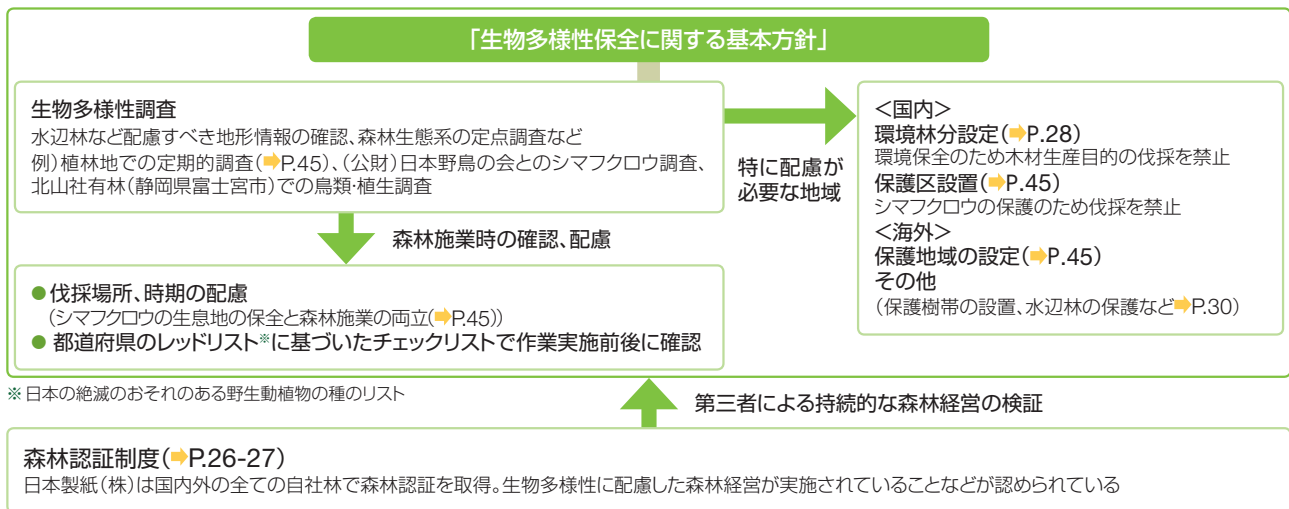 「生物多様性保全に関する基本方針」
生物多様性調査
水辺林など配慮すべき地形情報の確認、森林生態系の定点調査など
例）植林地での定期的調査（➡P.45）、（公財）日本野鳥の会とのシマフクロウ調査、
北山社有林（静岡県富士宮市）での鳥類・植生調査
特に配慮が
必要な地域
＜国内＞
環境林分設定（➡P.28）
環境保全のため木材生産目的の伐採を禁止
保護区設置（➡P.45）
シマフクロウの保護のため伐採を禁止
＜海外＞
保護地域の設定（➡P.45）
その他
（保護樹帯の設置、水辺林の保護など➡P.30）
森林施業時の確認、配慮
● 伐採場所、時期の配慮
（シマフクロウの生息地の保全と森林施業の両立（➡P.45））
● 都道府県のレッドリスト※に基づいたチェックリストで作業実施前後に確認
※ 日本の絶滅のおそれのある野生動植物の種のリスト
第三者による持続的な森林経営の検証
森林認証制度（➡P.26-27）
日本製紙（株）は国内外の全ての自社林で森林認証を取得。生物多様性に配慮した森林経営が実施されていることなどが認められている